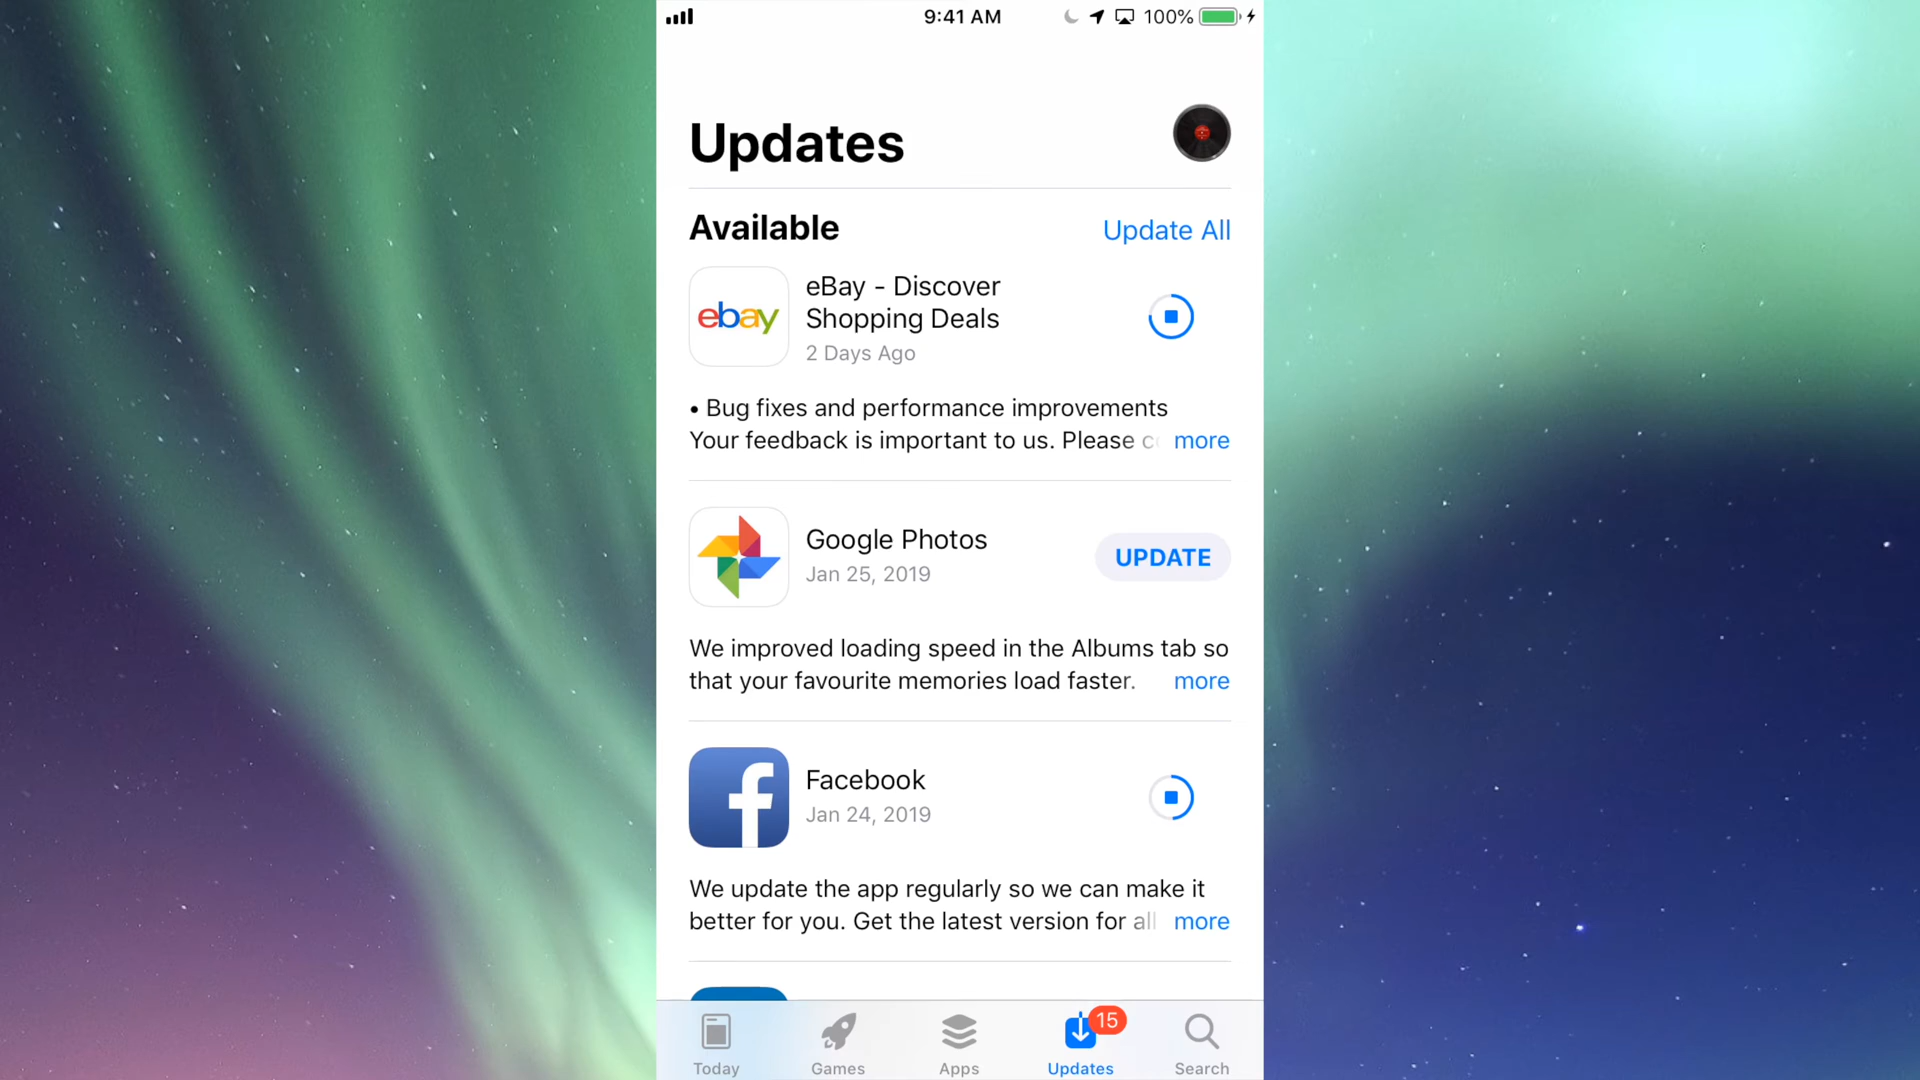 9:41 AM
100%
Updates
Available
Update All
ebay
eBay - Discover
Shopping Deals
2 Days Ago
• Bug fixes and performance improvements
Your feedback is important to us. Please c more
Google Photos
Jan 25, 2019
UPDATE
We improved loading speed in the Albums tab so
that your favourite memories load faster. more
f
Facebook
Jan 24, 2019
We update the app regularly so we can make it
better for you. Get the latest version for all more
15
Today
Games
Apps
Updates
Search